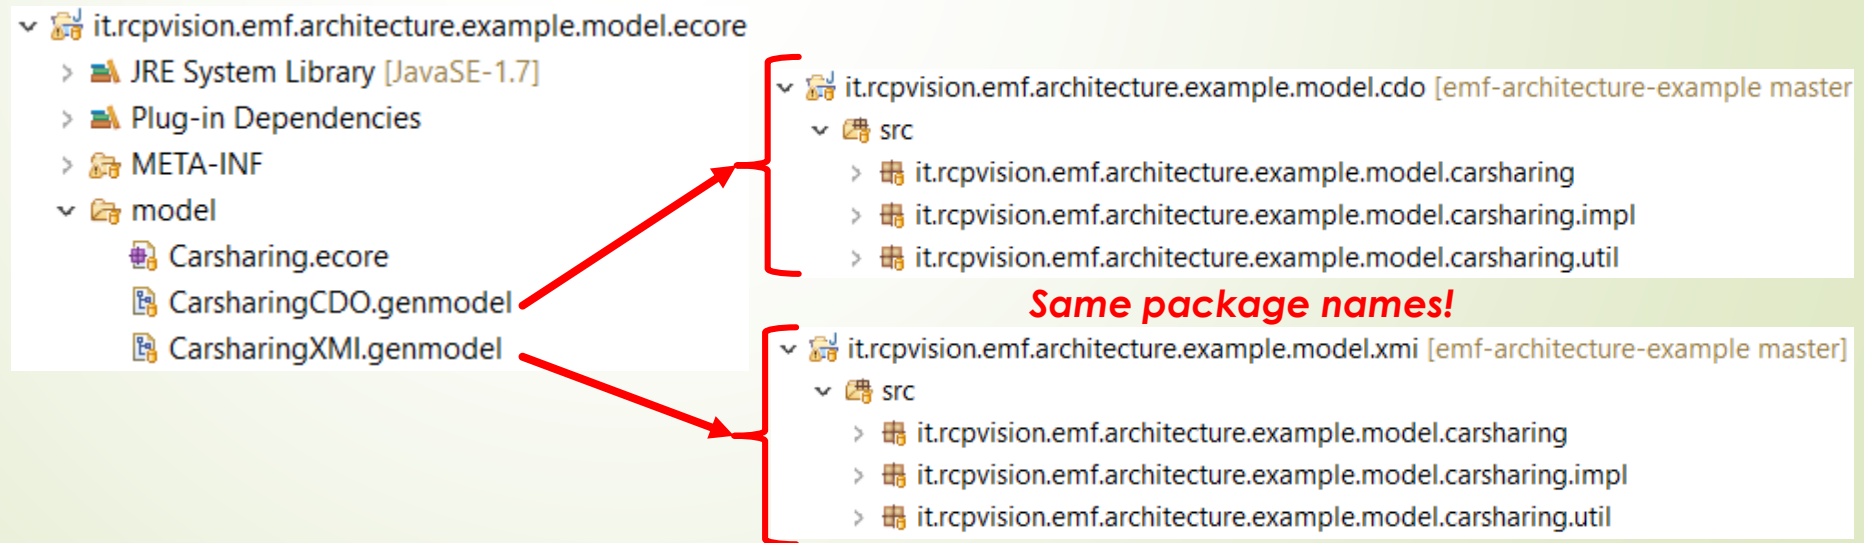 it.rcpvision.emf.architecture.example.model.ecore
JRE System Library [JavaSE-1.7]
Plug-in Dependencies
META-INF
model
Carsharing.ecore
CarsharingCDO.genmodel
CarsharingXMI.genmodel
it.rcpvision.emf.architecture.example.model.cdo [emf-architecture-example master
src
it.rcpvision.emf.architecture.example.model.carsharing
it.rcpvision.emf.architecture.example.model.carsharing.impl
it.rcpvision.emf.architecture.example.model.carsharing.util
Same package names!
it.rcpvision.emf.architecture.example.model.xmi [emf-architecture-example master]
src
it.rcpvision.emf.architecture.example.model.carsharing
it.rcpvision.emf.architecture.example.model.carsharing.impl
it.rcpvision.emf.architecture.example.model.carsharing.util